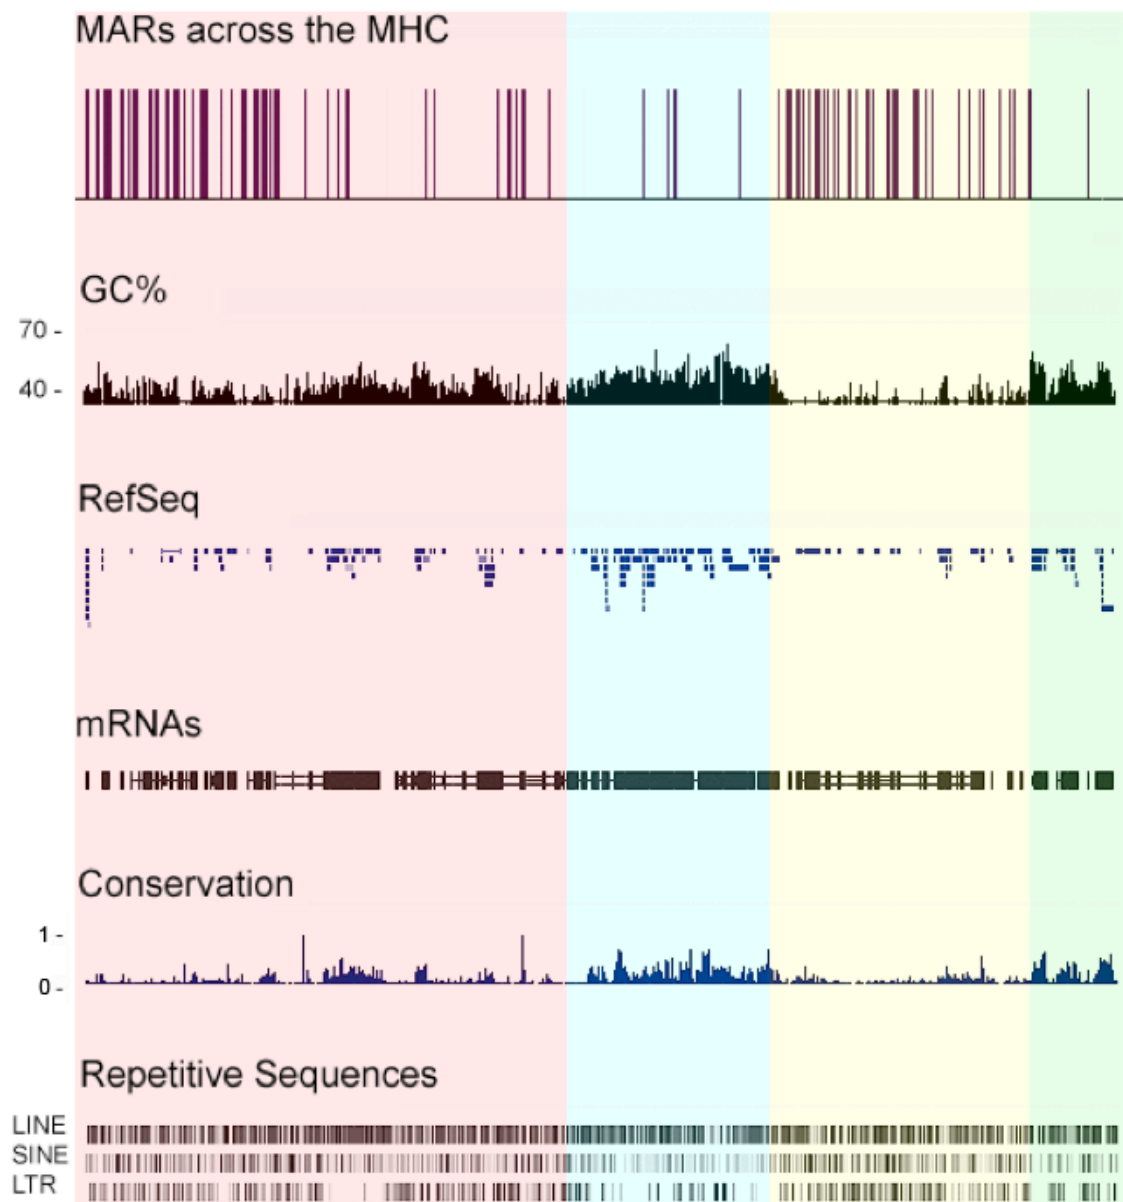 MARs across the MHC
GC%
70 -
40 -
RefSeq
mRNAs
Conservation
1 -
0 -
Repetitive Sequences
LINE
SINE
LTR